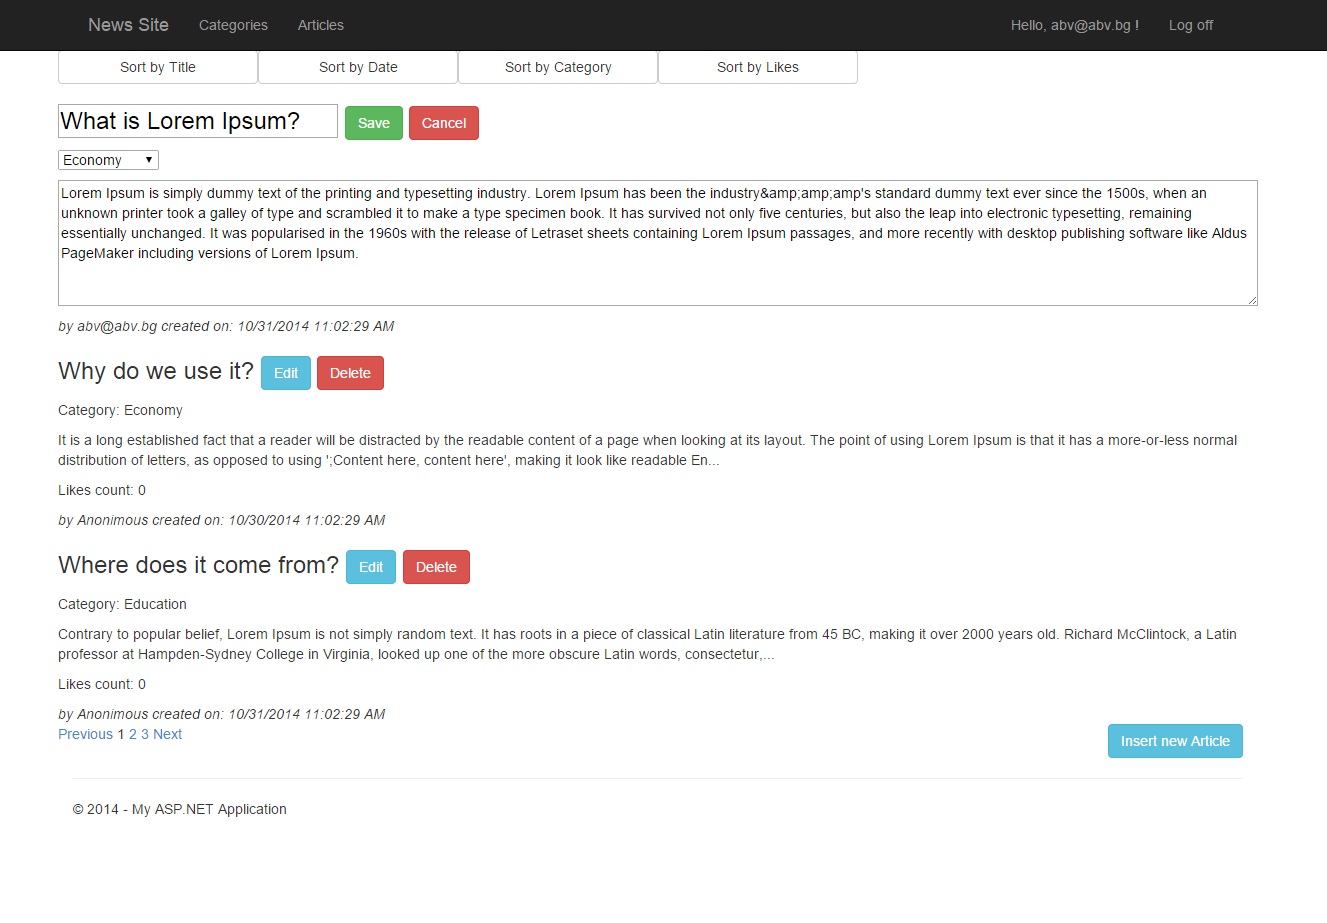 News Site Categories Articles Hello, abv@abv.bg ! Log off
Sort by Title Sort by Date Sort by Category Sort by Likes
What is Lorem Ipsum? Save Cancel
Economy
Lorem Ipsum is simply dummy text of the printing and typesetting industry. Lorem Ipsum has been the industry&amp;amp;amp's standard dummy text ever since the 1500s, when an
unknown printer took a galley of type and scrambled it to make a type specimen book. It has survived not only five centuries, but also the leap into electronic typesetting, remaining
essentially unchanged. It was popularised in the 1960s with the release of Letraset sheets containing Lorem Ipsum passages, and more recently with desktop publishing software like Aldus
PageMaker including versions of Lorem Ipsum.
by abv@abv.bg created on: 10/31/2014 11:02:29 AM
Why do we use it? Edit Delete
Category: Economy
It is a long established fact that a reader will be distracted by the readable content of a page when looking at its layout. The point of using Lorem Ipsum is that it has a more-or-less normal
distribution of letters, as opposed to using ';Content here, content here', making it look like readable En...
Likes count: 0
by Anonimous created on: 10/30/2014 11:02:29 AM
Where does it come from? Edit Delete
Category: Education
Contrary to popular belief, Lorem Ipsum is not simply random text. It has roots in a piece of classical Latin literature from 45 BC, making it over 2000 years old. Richard McClintock, a Latin
professor at Hampden-Sydney College in Virginia, looked up one of the more obscure Latin words, consectetur,...
Likes count: 0
by Anonimous created on: 10/31/2014 11:02:29 AM
Previous 1 2 3 Next Insert new Article
© 2014 - My ASP.NET Application